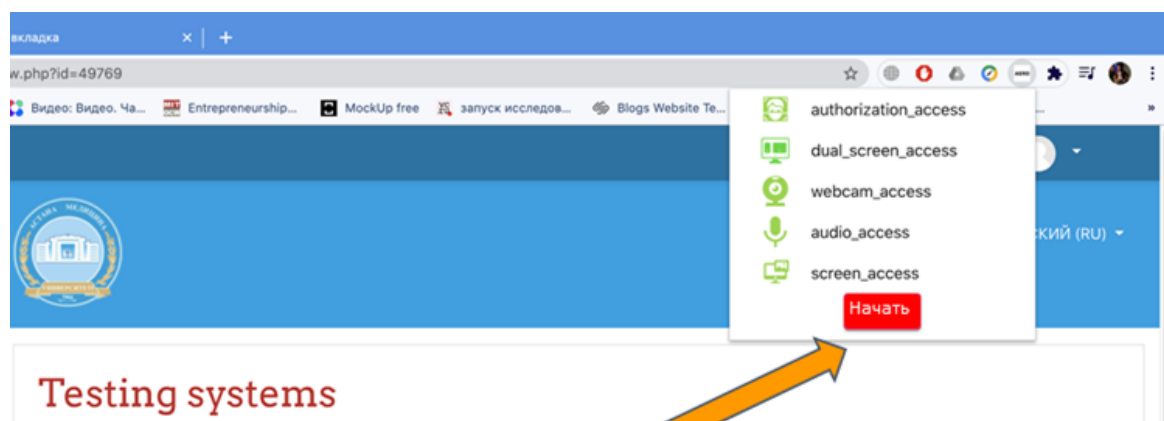 вкладка
w.php?id=49769
Видео: Видео. Ча... Entrepreneurship... MockUp free запуск исследов... Blogs Website Te...
authorization_access
dual_screen_access
webcam_access
audio_access
screen_access
Начать
СКИЙ (RU)
Testing systems